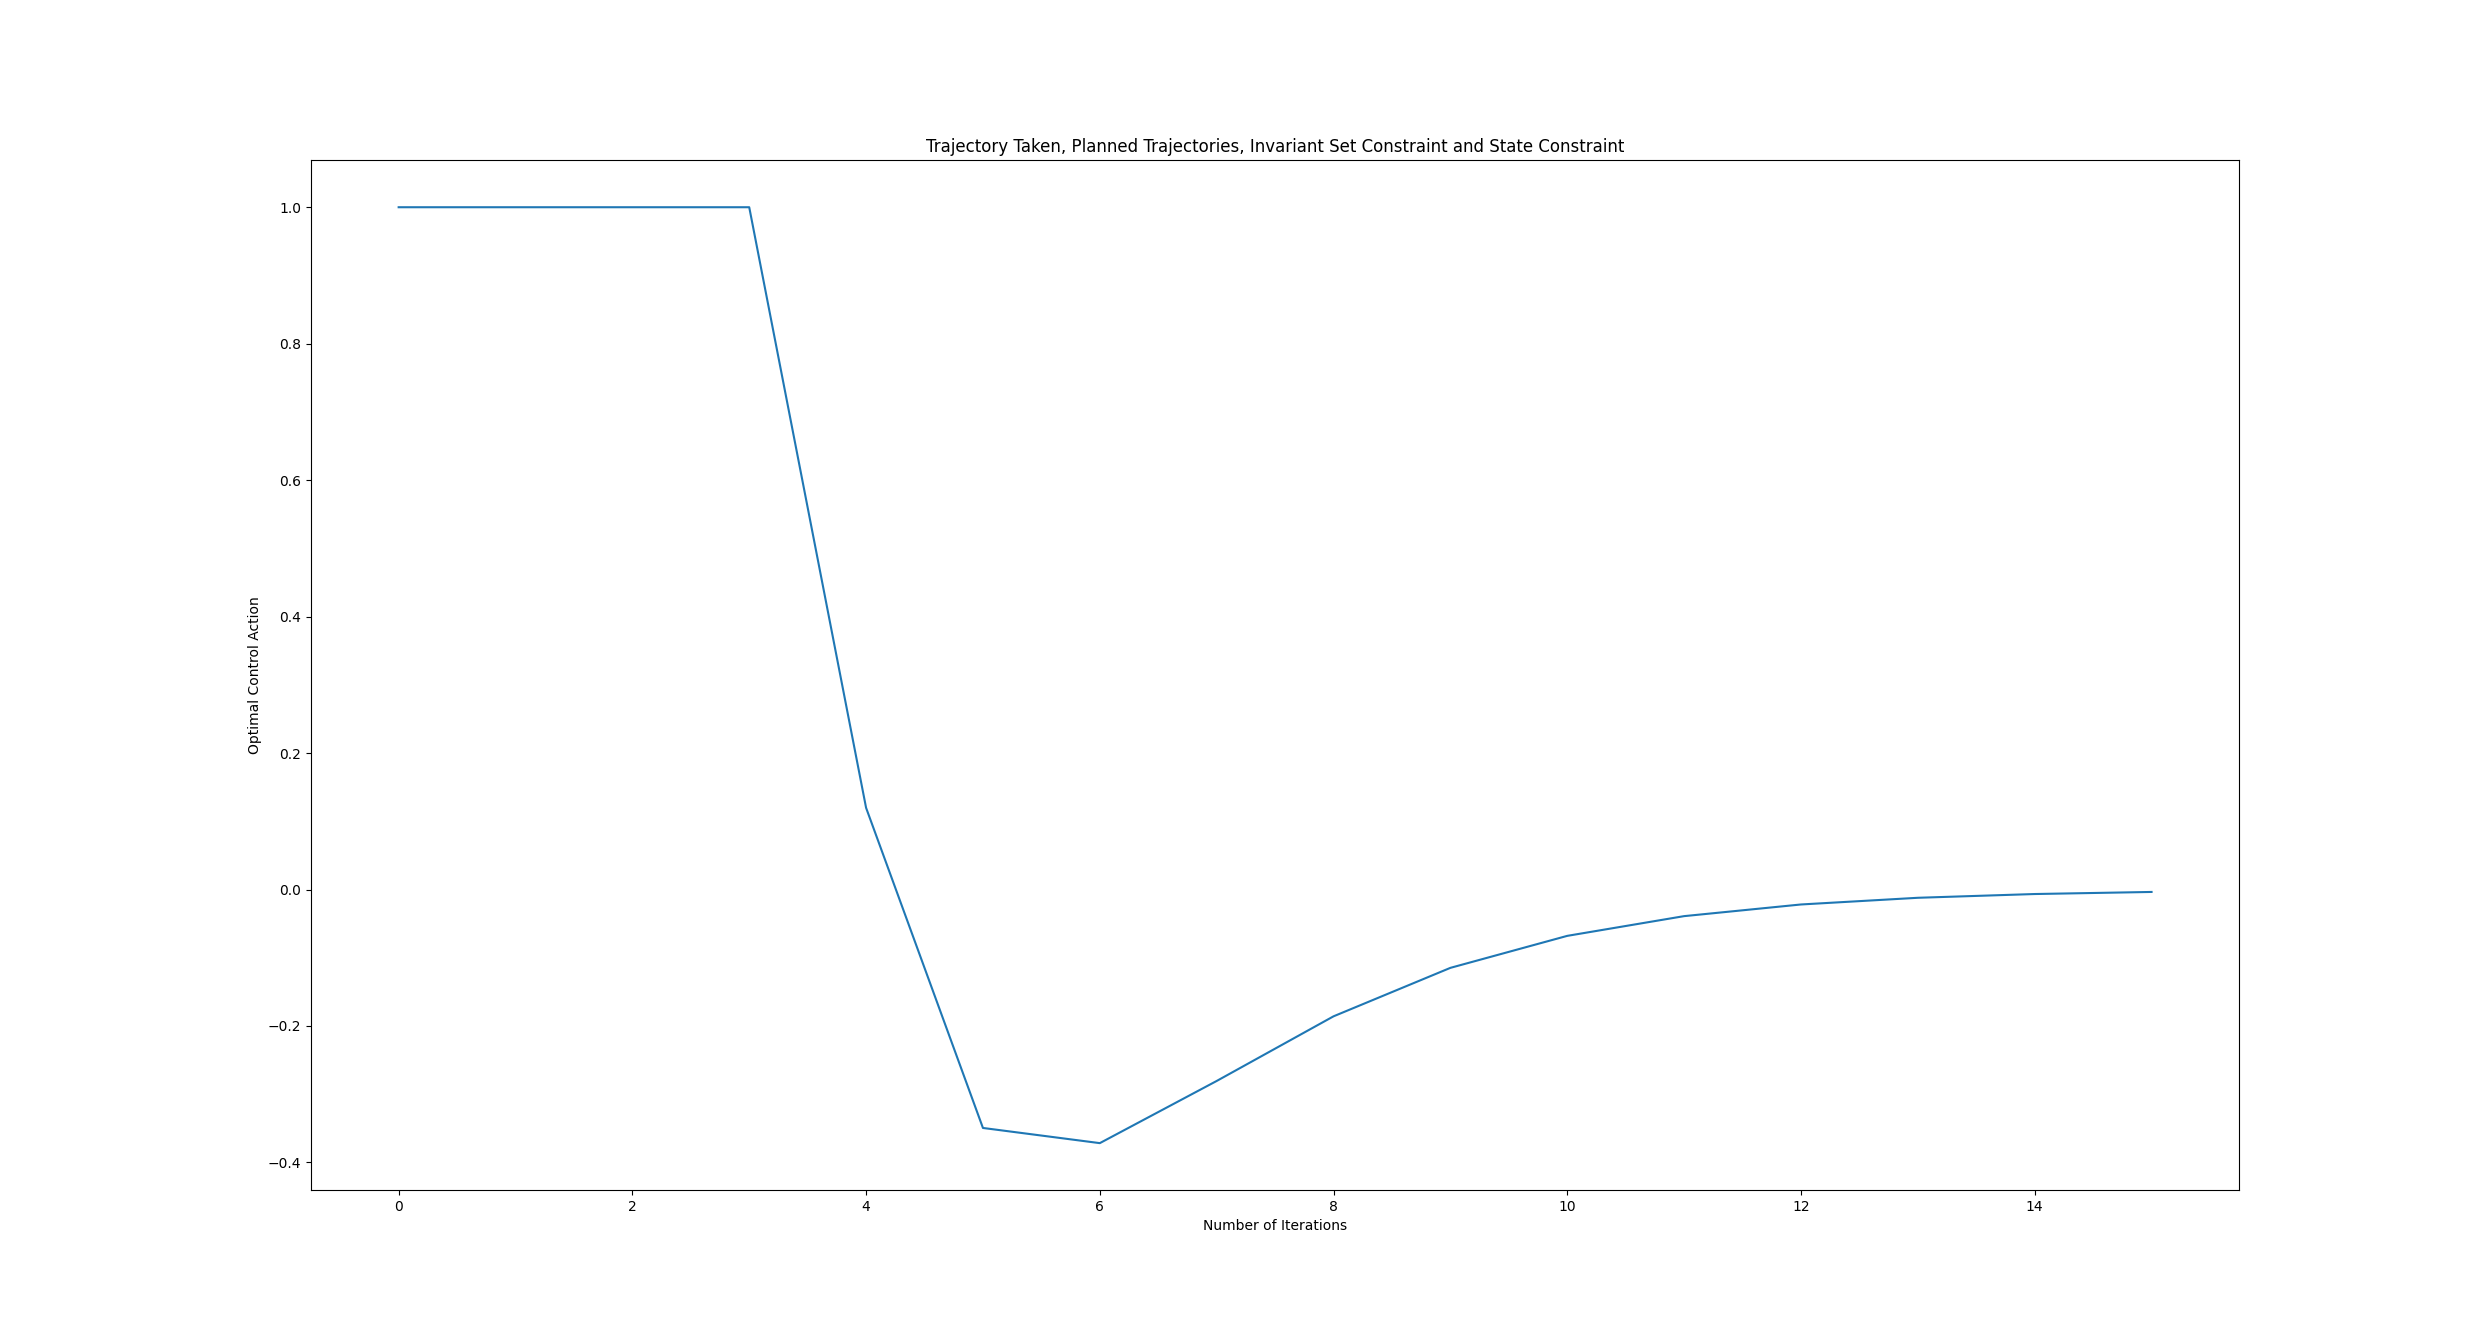 Trajectory Taken, Planned Trajectories, Invariant Set Constraint and State Constraint
1.0
0.8
0.6
0.4
0.2
0.0
−0.2
−0.4
Optimal Control Action
0 2 4 6 8 10 12 14
Number of Iterations